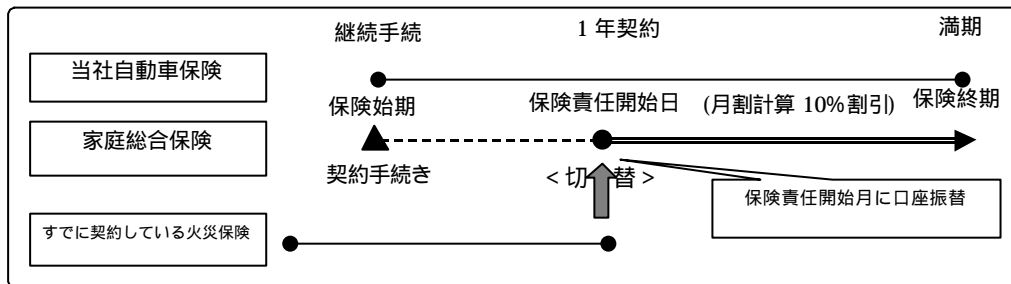 継続手続 1 年契約 満期
当社自動車保険
保険始期 保険責任開始日 (月割計算 10%割引) 保険終期
家庭総合保険
契約手続き <切 替>
保険責任開始月に口座振替
すでに契約している火災保険